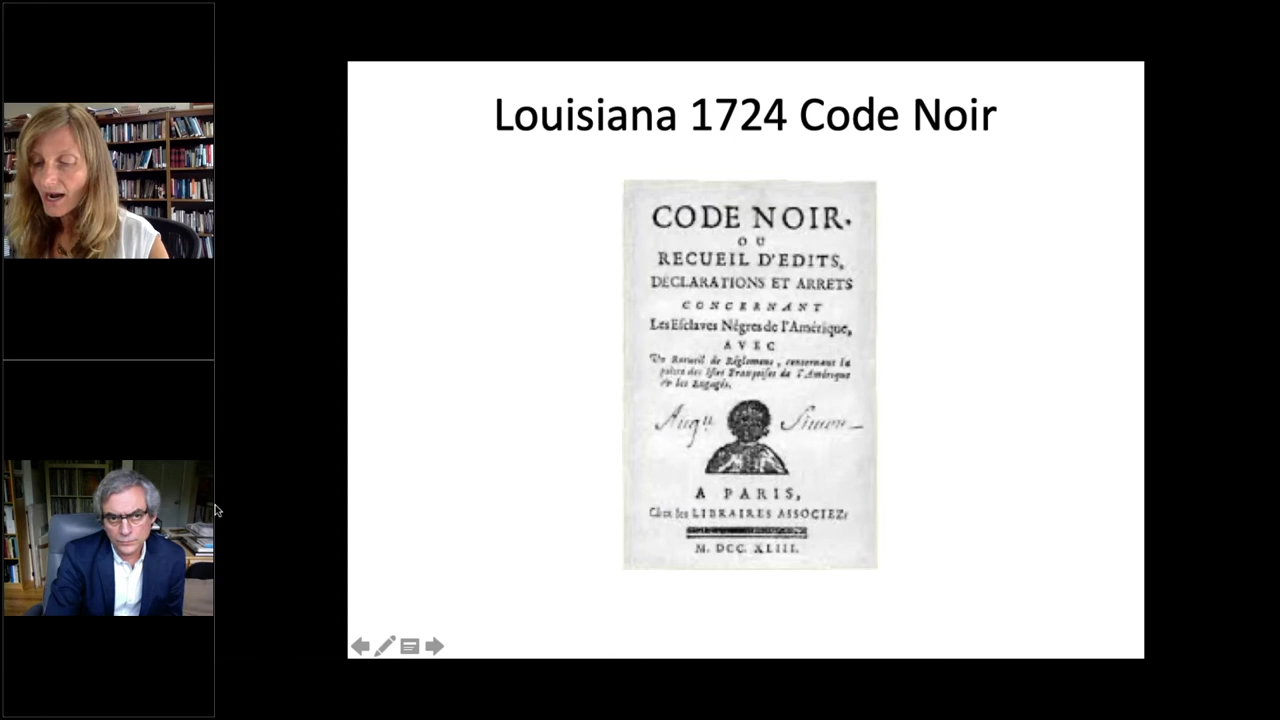 Louisiana 1724 Code Noir
CODE NOIR.
OU
RECUEIL D'EDITS,
DECLARATIONS ET ARRETS
CONCERNANT
Les Esclaves Négres de l'Amérique,
AVEC
Un Recueil de Réglemens, concernans la
police des Isles Françoises de l'Amérique
& les Engagés.
Simon
A PARIS,
Chez les LIBRAIRES ASSOCIEZ.
M. DCC. XLIII.